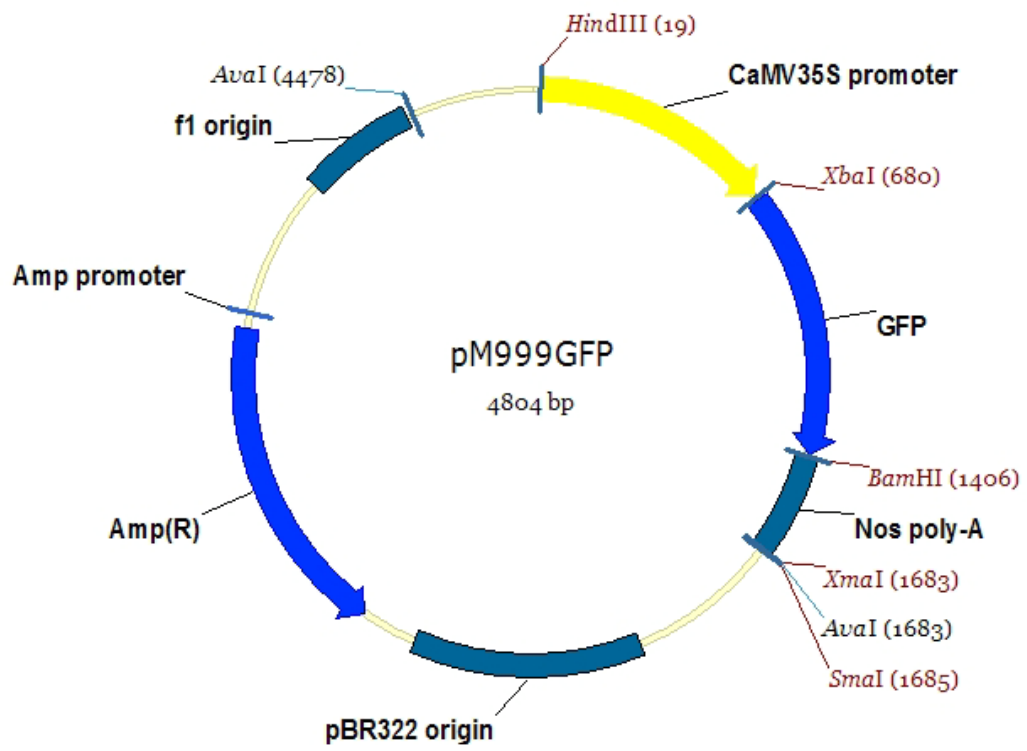 HindIII (19)
AvaI (4478)
CaMV35S promoter
f1 origin
XbaI (680)
Amp promoter
GFP
pM999GFP
4804 bp
BamHI (1406)
Amp(R)
Nos poly-A
XmaI (1683)
AvaI (1683)
SmaI (1685)
pBR322 origin